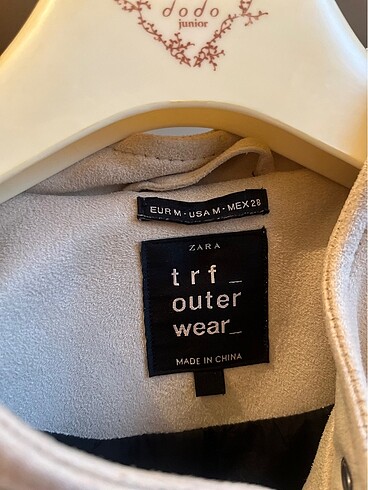 dodo
junior
EUR M · USA M · MEX 28
ZARA
trf_
outer
wear_
MADE IN CHINA